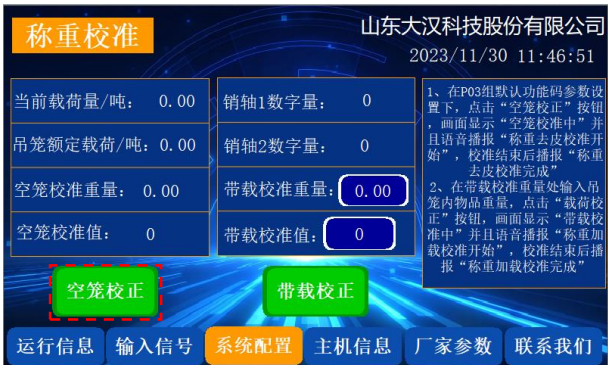 称重校准
山东大汉科技股份有限公司
2023/11/30 11:46:51
当前载荷量/吨： 0.00
销轴1数字量： 0
吊笼额定载荷/吨：0.00
销轴2数字量： 0
空笼校准重量： 0.00
带载校准重量： 0.00
空笼校准值： 0
带载校准值： 0
1、在P03组默认功能码参数设
置下，点击“空笼校正”按钮
，画面显示“空笼校准中”并
且语音播报“称重去皮校准开
始”，校准结束后播报“称重
去皮校准完成”
2、在带载校准重量处输入吊
笼内物品重量，点击“载荷校
正”按钮，画面显示“带载校
准中”并且语音播报“称重加
载校准开始”，校准结束后播
报“称重加载校准完成”
空笼校正
带载校正
运行信息 输入信号 系统配置 主机信息 厂家参数 联系我们